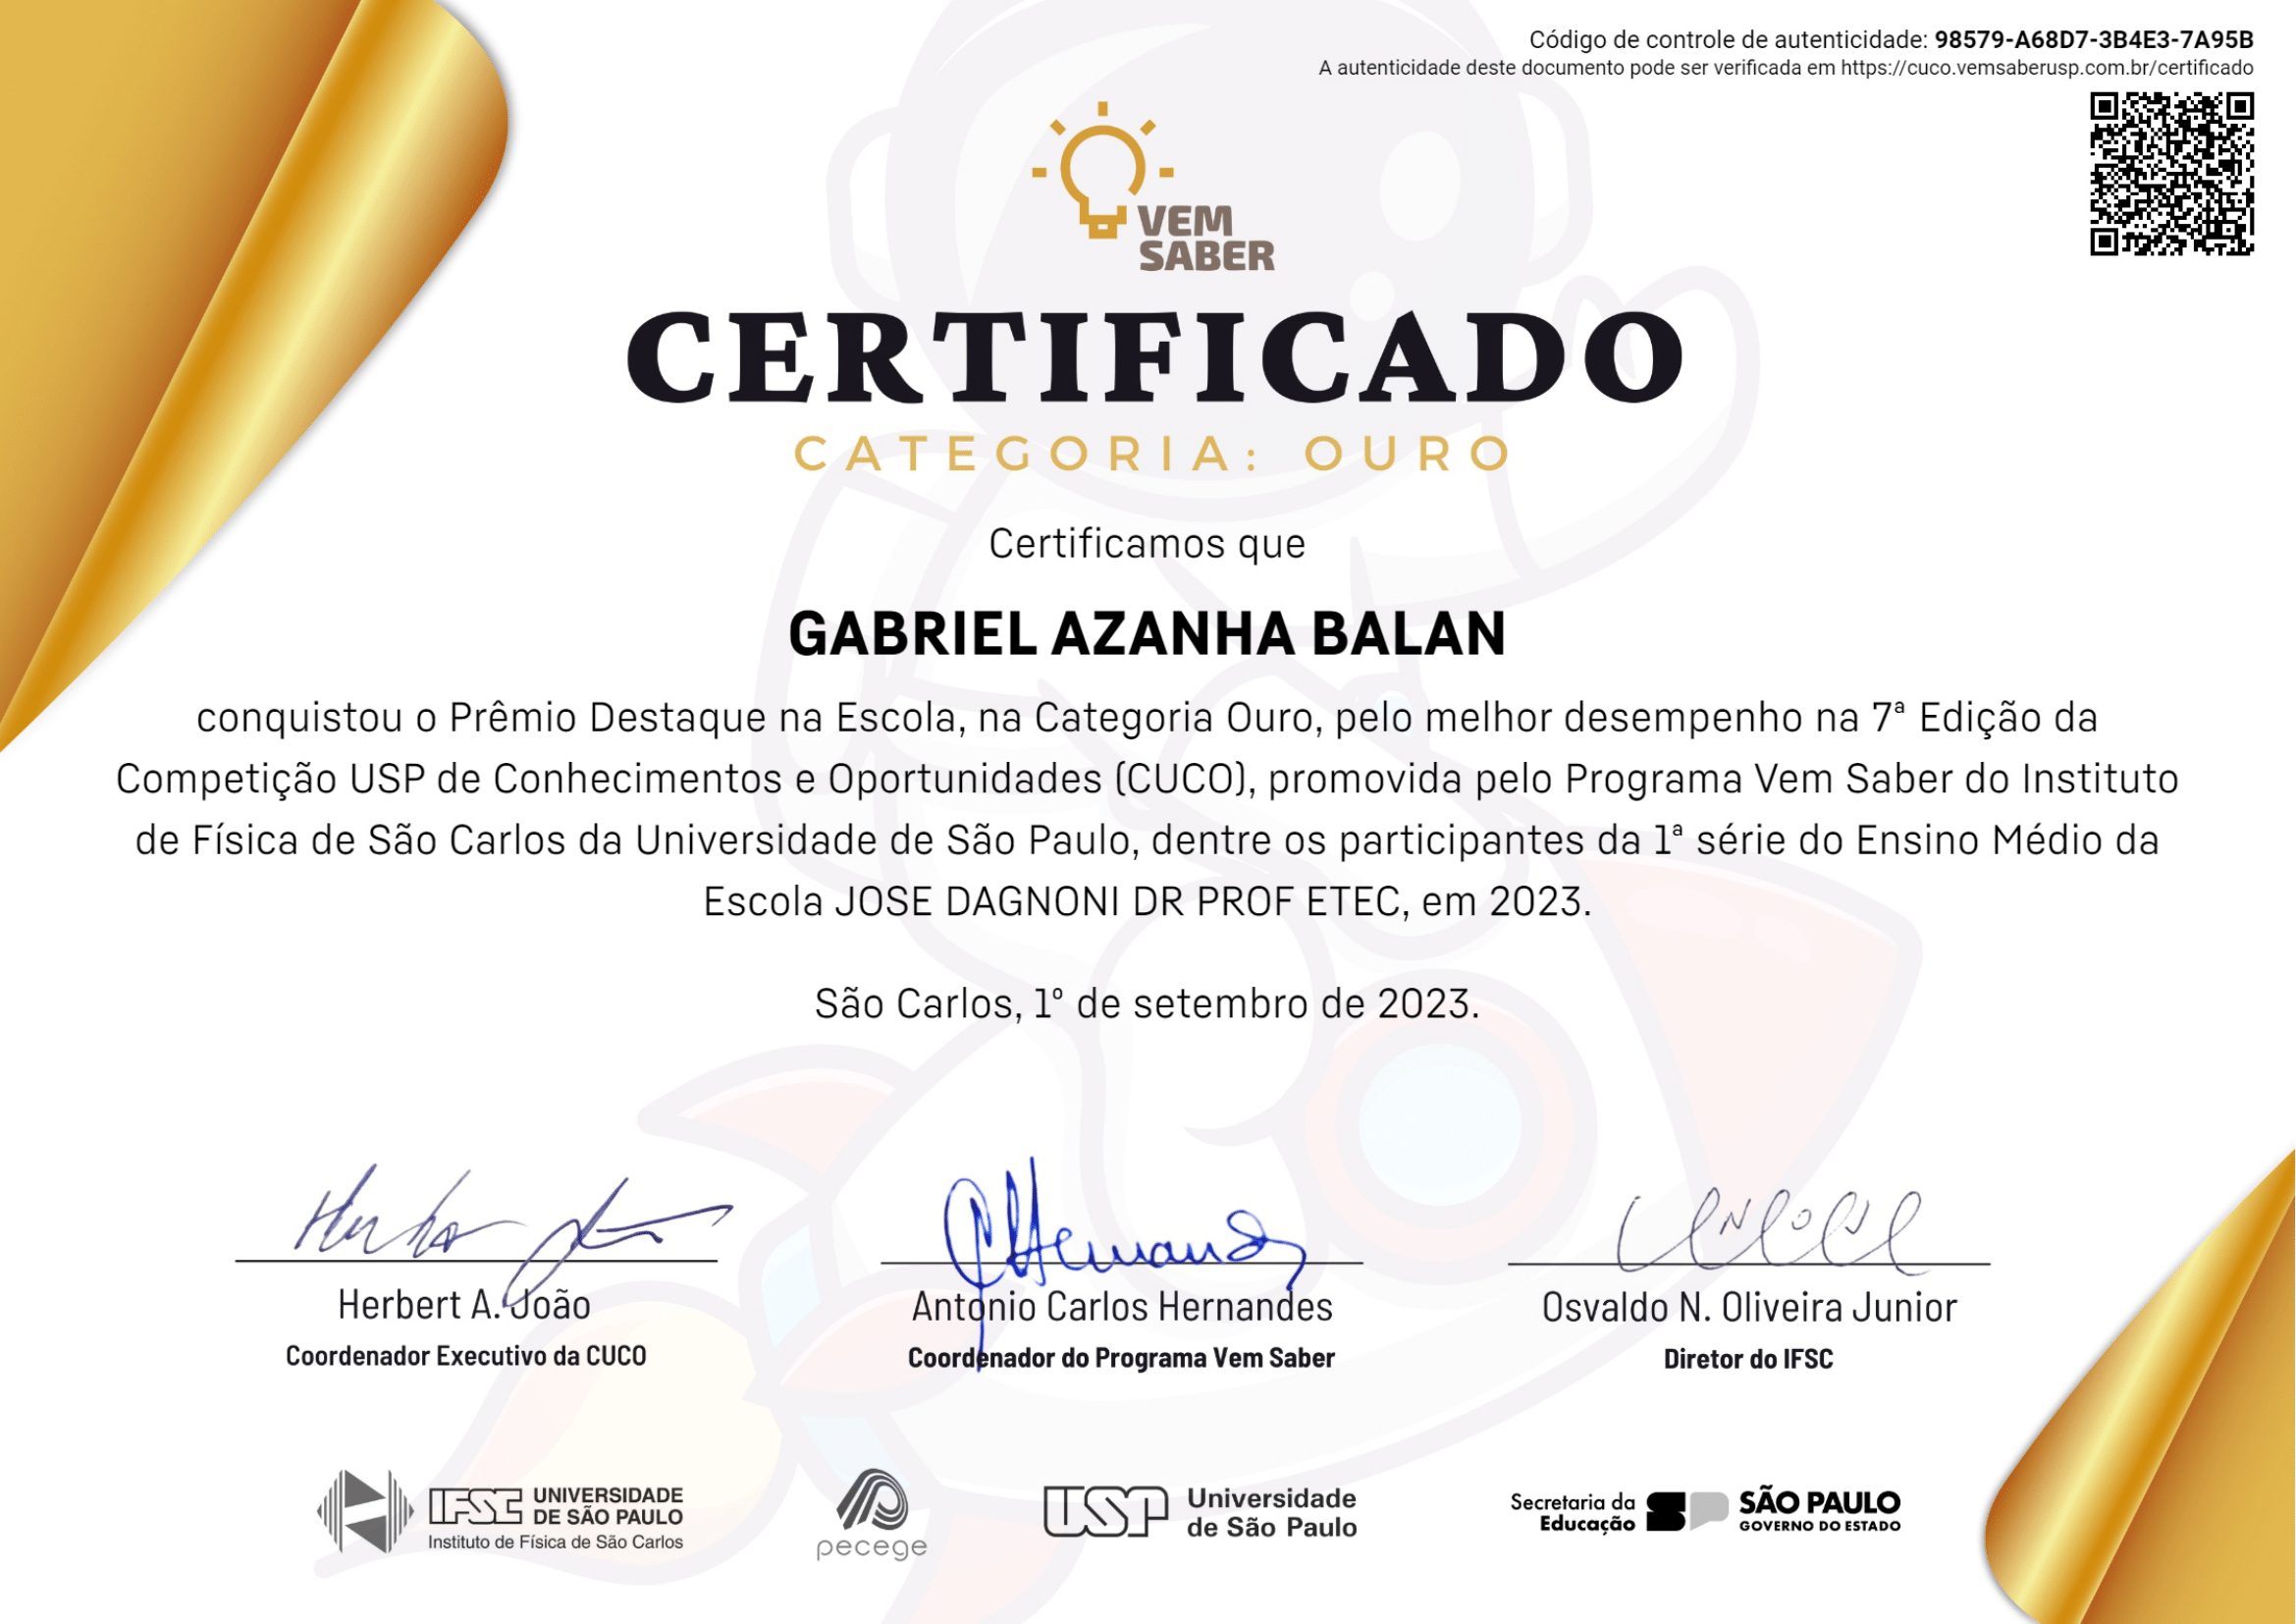 Código de controle de autenticidade: 98579-A68D7-3B4E3-7A95B
A autenticidade deste documento pode ser verificada em https://cuco.vemsaberusp.com.br/certificado
VEM
SABER
CERTIFICADO
CATEGORIA: OURO
Certificamos que
GABRIEL AZANHA BALAN
conquistou o Prêmio Destaque na Escola, na Categoria Ouro, pelo melhor desempenho na 7ª Edição da
Competição USP de Conhecimentos e Oportunidades (CUCO), promovida pelo Programa Vem Saber do Instituto
de Física de São Carlos da Universidade de São Paulo, dentre os participantes da 1ª série do Ensino Médio da
Escola JOSE DAGNONI DR PROF ETEC, em 2023.
São Carlos, 1º de setembro de 2023.
Herbert A. João
Coordenador Executivo da CUCO
Antonio Carlos Hernandes
Coordenador do Programa Vem Saber
Osvaldo N. Oliveira Junior
Diretor do IFSC
IFSC UNIVERSIDADE
DE SÃO PAULO
Instituto de Física de São Carlos
pecege
USP Universidade
de São Paulo
Secretaria da
Educação
SP
SÃO PAULO
GOVERNO DO ESTADO